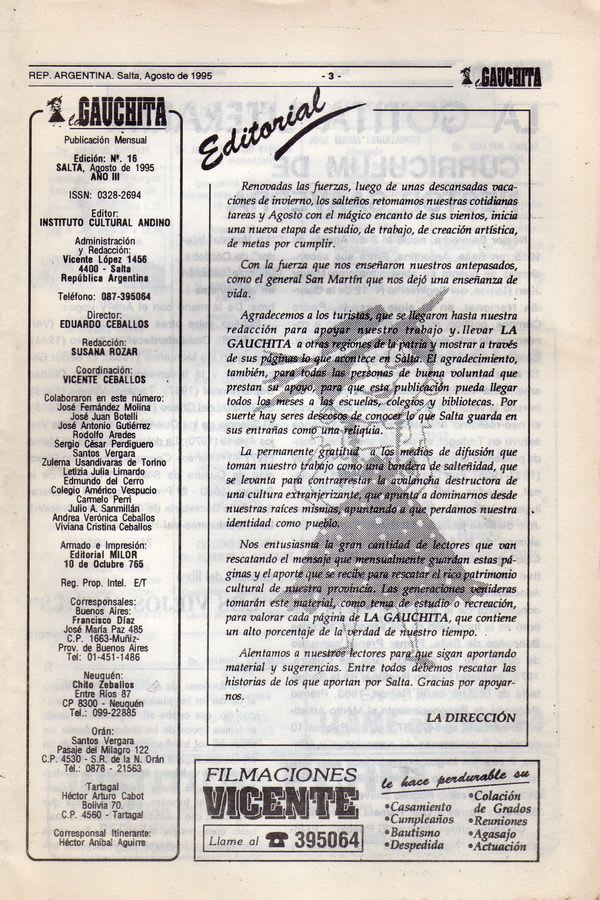 REP. ARGENTINA. Salta, Agosto de 1995
- 3 -
la GAUCHITA
la GAUCHITA
Publicación Mensual
Edición: Nº. 16
SALTA, Agosto de 1995
AÑO III
ISSN: 0328-2694
Editor:
INSTITUTO CULTURAL ANDINO
Administración
y Redacción:
Vicente López 1456
4400 - Salta
República Argentina
Teléfono: 087-395064
Director:
EDUARDO CEBALLOS
Redacción:
SUSANA ROZAR
Coordinación:
VICENTE CEBALLOS
Colaboraron en este número:
José Fernández Molina
José Juan Botelli
José Antonio Gutiérrez
Rodolfo Aredes
Sergio César Perdiguero
Santos Vergara
Zulema Usandivaras de Torino
Letizia Julia Limardo
Edmundo del Cerro
Colegio Américo Vespucio
Carmelo Perri
Julio A. Sanmillán
Andrea Verónica Ceballos
Viviana Cristina Ceballos
Armado e Impresión:
Editorial MILOR
10 de Octubre 765
Reg. Prop. Intel. E/T
Corresponsales:
Buenos Aires:
Francisco Díaz
José María Paz 485
C.P. 1663-Muñiz-
Prov. de Buenos Aires
Tel: 01-451-1486
Neuquén:
Chito Zeballos
Entre Ríos 87
CP 8300 - Neuquén
Tel.: 099-22885
Orán:
Santos Vergara
Pasaje del Milagro 122
C.P. 4530 - S.R. de la N. Orán
Tel.: 0878 - 21563
Tartagal
Héctor Arturo Cabot
Bolivia 70.
C.P. 4560 - Tartagal
Corresponsal Itinerante:
Héctor Aníbal Aguirre
Editorial
Renovadas las fuerzas, luego de unas descansadas vaca-
ciones de invierno, los salteños retomamos nuestras cotidianas
tareas y Agosto con el mágico encanto de sus vientos, inicia
una nueva etapa de estudio, de trabajo, de creación artística,
de metas por cumplir.
Con la fuerza que nos enseñaron nuestros antepasados,
como el general San Martín que nos dejó una enseñanza de
vida.
Agradecemos a los turistas, que se llegaron hasta nuestra
redacción para apoyar nuestro trabajo y llevar LA
GAUCHITA a otras regiones de la patria y mostrar a través
de sus páginas lo que acontece en Salta. El agradecimiento,
también, para todas las personas de buena voluntad que
prestan su apoyo, para que esta publicación pueda llegar
todos los meses a las escuelas, colegios y bibliotecas. Por
suerte hay seres deseosos de conocer lo que Salta guarda en
sus entrañas como una reliquia.
La permanente gratitud a los medios de difusión que
toman nuestro trabajo como una bandera de salteñidad, que
se levanta para contrarrestar la avalancha destructora de
una cultura extranjerizante, que apunta a dominarnos desde
nuestras raíces mismas, apuntando a que perdamos nuestra
identidad como pueblo.
Nos entusiasma la gran cantidad de lectores que van
rescatando el mensaje que mensualmente guardan estas pá-
ginas y el aporte que se recibe para rescatar el rico patrimonio
cultural de nuestra provincia. Las generaciones venideras
tomarán este material, como tema de estudio o recreación,
para valorar cada página de LA GAUCHITA, que contiene
un alto porcentaje de la verdad de nuestro tiempo.
Alentamos a nuestros lectores para que sigan aportando
material y sugerencias. Entre todos debemos rescatar las
historias de los que aportan por Salta. Gracias por apoyar-
nos.
LA DIRECCIÓN
FILMACIONES
VICENTE
Llame al ☎ 395064
le hace perdurable su
•Casamiento
•Cumpleaños
•Bautismo
•Despedida
•Colación
de Grados
•Reuniones
•Agasajo
•Actuación